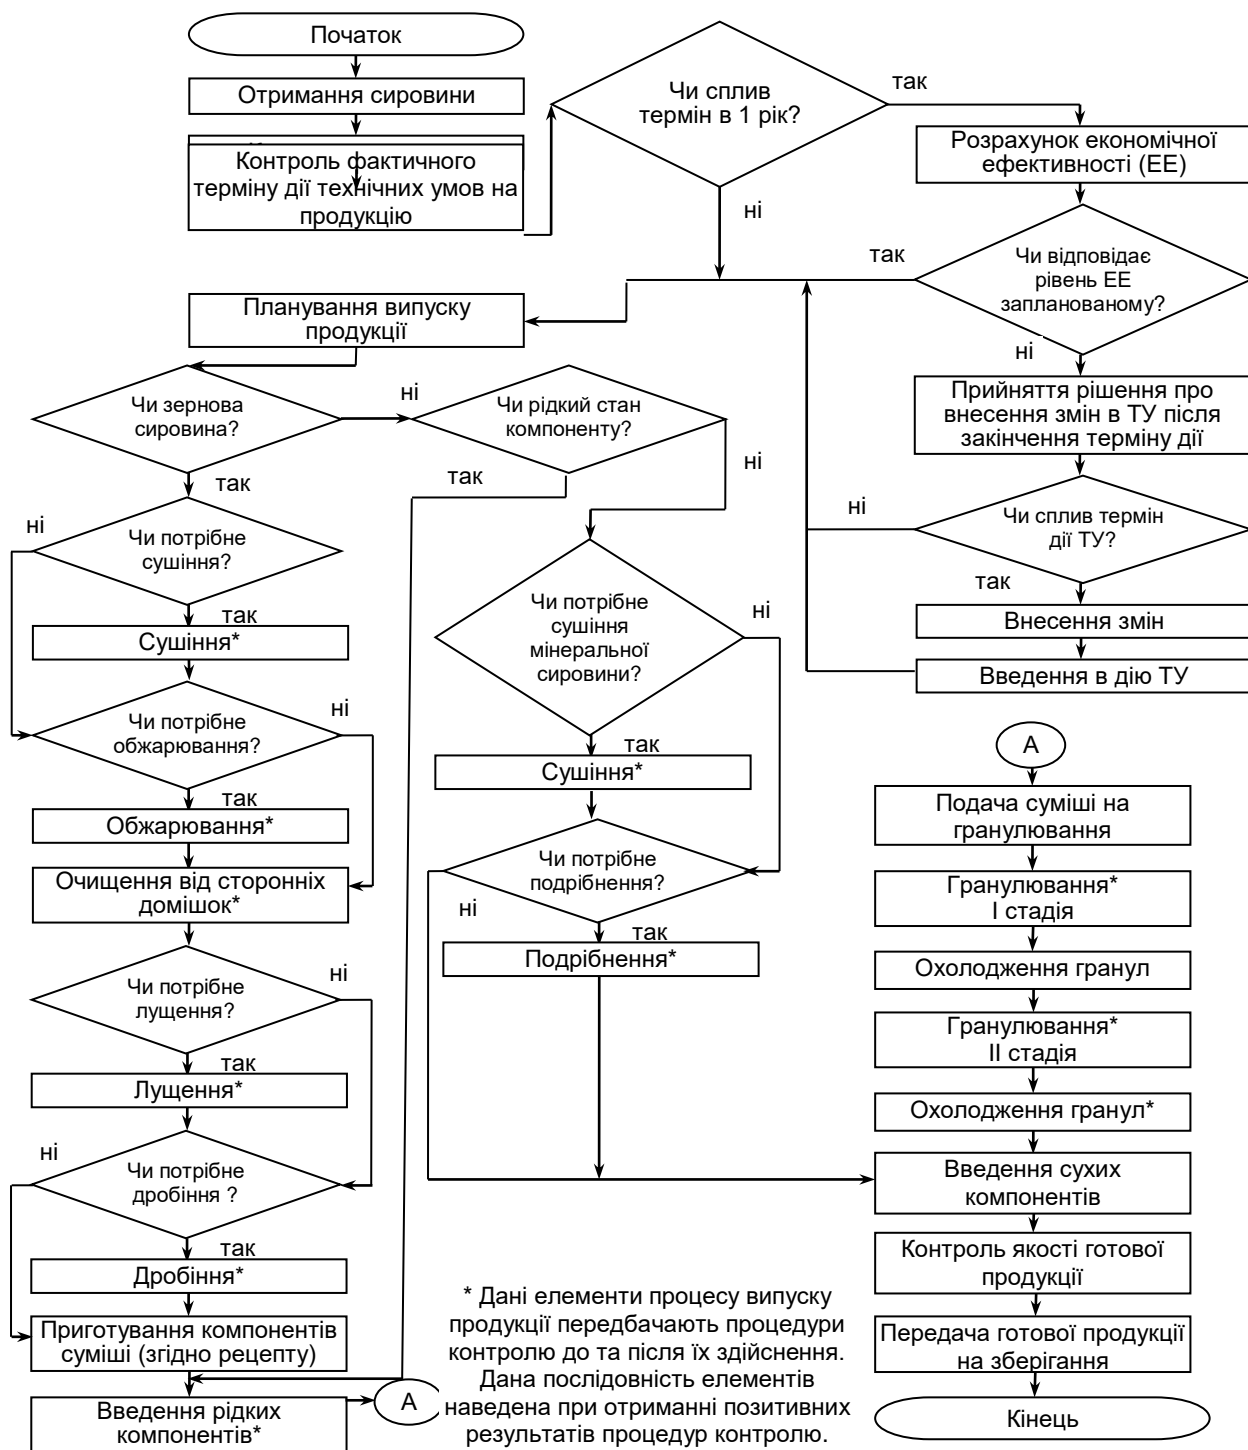 Початок
Отримання сировини
Контроль фактичного
терміну дії технічних умов на
продукцію
Чи сплив
термін в 1 рік?
так
ні
Розрахунок економічної
ефективності (ЕЕ)
Чи відповідає
рівень ЕЕ
запланованому?
так
ні
Планування випуску
продукції
Прийняття рішення про
внесення змін в ТУ після
закінчення терміну дії
Чи сплив термін
дії ТУ?
ні
так
Внесення змін
Введення в дію ТУ
Чи зернова
сировина?
ні
так
Чи рідкий стан
компоненту?
так
ні
Чи потрібне
сушіння?
ні
так
Сушіння*
Чи потрібне
обжарювання?
ні
так
Обжарювання*
Очищення від сторонніх
домішок*
Чи потрібне
лущення?
ні
так
Лущення*
Чи потрібне
дробіння ?
ні
так
Дробіння*
Приготування компонентів
суміші (згідно рецепту)
Введення рідких
компонентів*
А
Чи потрібне
сушіння
мінеральної
сировини?
ні
так
Сушіння*
Чи потрібне
подрібнення?
ні
так
Подрібнення*
А
Подача суміші на
гранулювання
Гранулювання*
І стадія
Охолодження гранул
Гранулювання*
ІІ стадія
Охолодження гранул*
Введення сухих
компонентів
Контроль якості готової
продукції
Передача готової продукції
на зберігання
Кінець
* Дані елементи процесу випуску
продукції передбачають процедури
контролю до та після їх здійснення.
Дана послідовність елементів
наведена при отриманні позитивних
результатів процедур контролю.